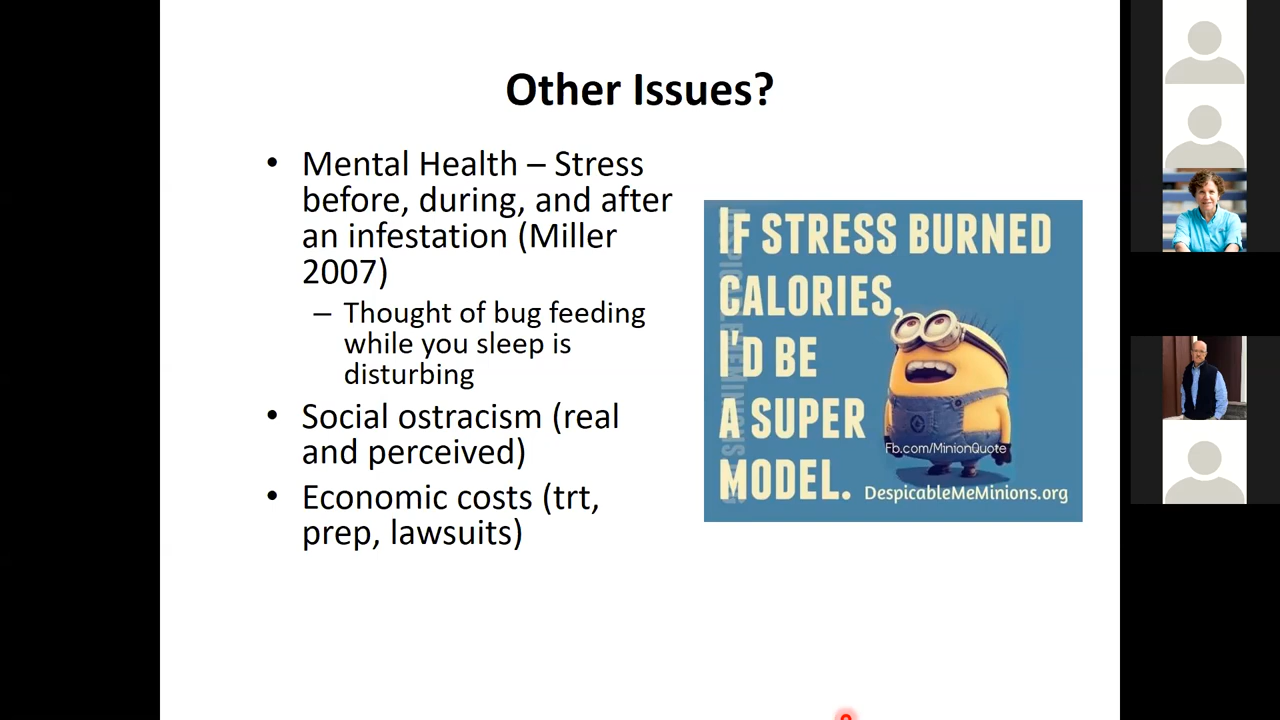 Other Issues?
• Mental Health – Stress
before, during, and after
an infestation (Miller
2007)
– Thought of bug feeding
while you sleep is
disturbing
• Social ostracism (real
and perceived)
• Economic costs (trt,
prep, lawsuits)
IF STRESS BURNED
CALORIES,
I'D BE
A SUPER
MODEL.
Fb.com/MinionQuote
DespicableMeMinions.org